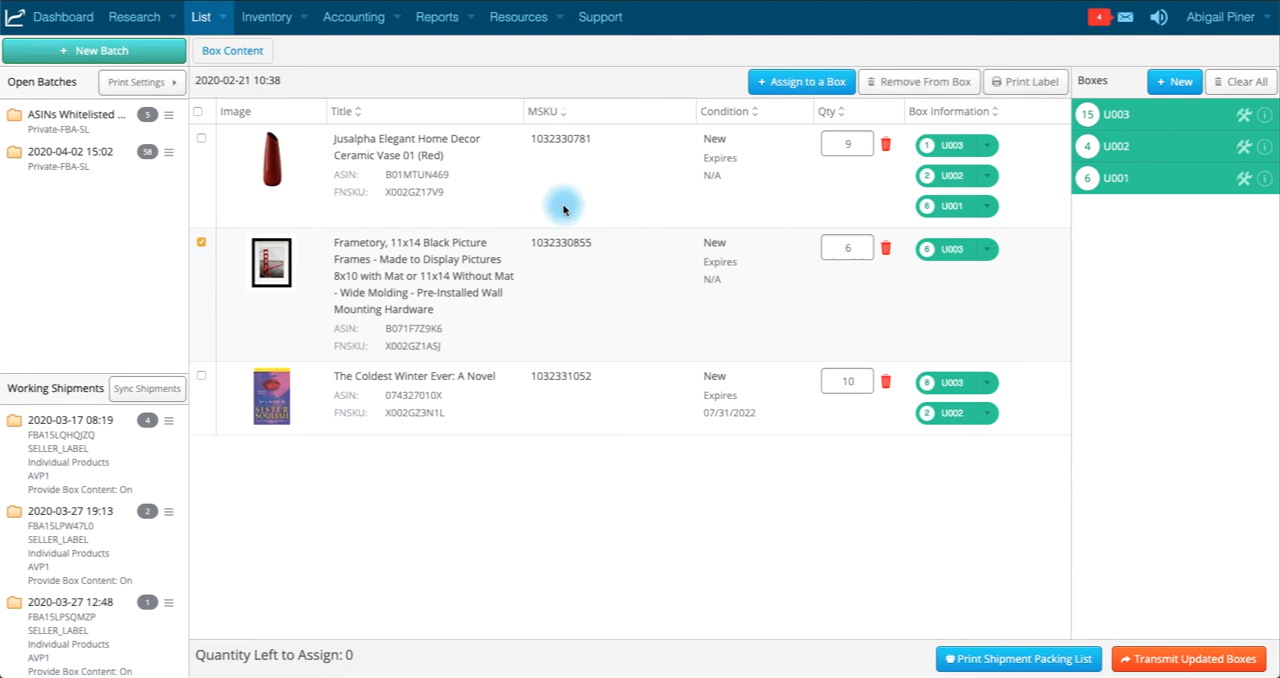 Dashboard Research List Inventory Accounting Reports Resources Support 4 Abigail Piner
+ New Batch Box Content
Open Batches Print Settings 2020-02-21 10:38 + Assign to a Box Remove From Box Print Label Boxes + New Clear All
ASINs Whitelisted ... 5
Private-FBA-SL
2020-04-02 15:02 58
Private-FBA-SL
Working Shipments Sync Shipments
2020-03-17 08:19 4
FBA15LQHQJZQ
SELLER_LABEL
Individual Products
AVP1
Provide Box Content: On
2020-03-27 19:13 2
FBA15LPW47L0
SELLER_LABEL
Individual Products
AVP1
Provide Box Content: On
2020-03-27 12:48 1
FBA15LPSQMZP
SELLER_LABEL
Individual Products
AVP1
Provide Box Content: On
Image Title MSKU Condition Qty Box Information
Jusalpha Elegant Home Decor 1032330781 New 9 1 U003
Ceramic Vase 01 (Red) Expires
ASIN: B01MTUN469 N/A 2 U002
FNSKU: X002GZ17V9
6 U001
Frametory, 11x14 Black Picture 1032330855 New 6 6 U003
Frames - Made to Display Pictures Expires
8x10 with Mat or 11x14 Without Mat N/A
- Wide Molding - Pre-Installed Wall
Mounting Hardware
ASIN: B071F7Z9K6
FNSKU: X002GZ1ASJ
The Coldest Winter Ever: A Novel 1032331052 New 10 8 U003
ASIN: 074327010X Expires
FNSKU: X002GZ3N1L 07/31/2022 2 U002
SISTER
SOULJAH
15 U003
4 U002
6 U001
Quantity Left to Assign: 0 Print Shipment Packing List Transmit Updated Boxes